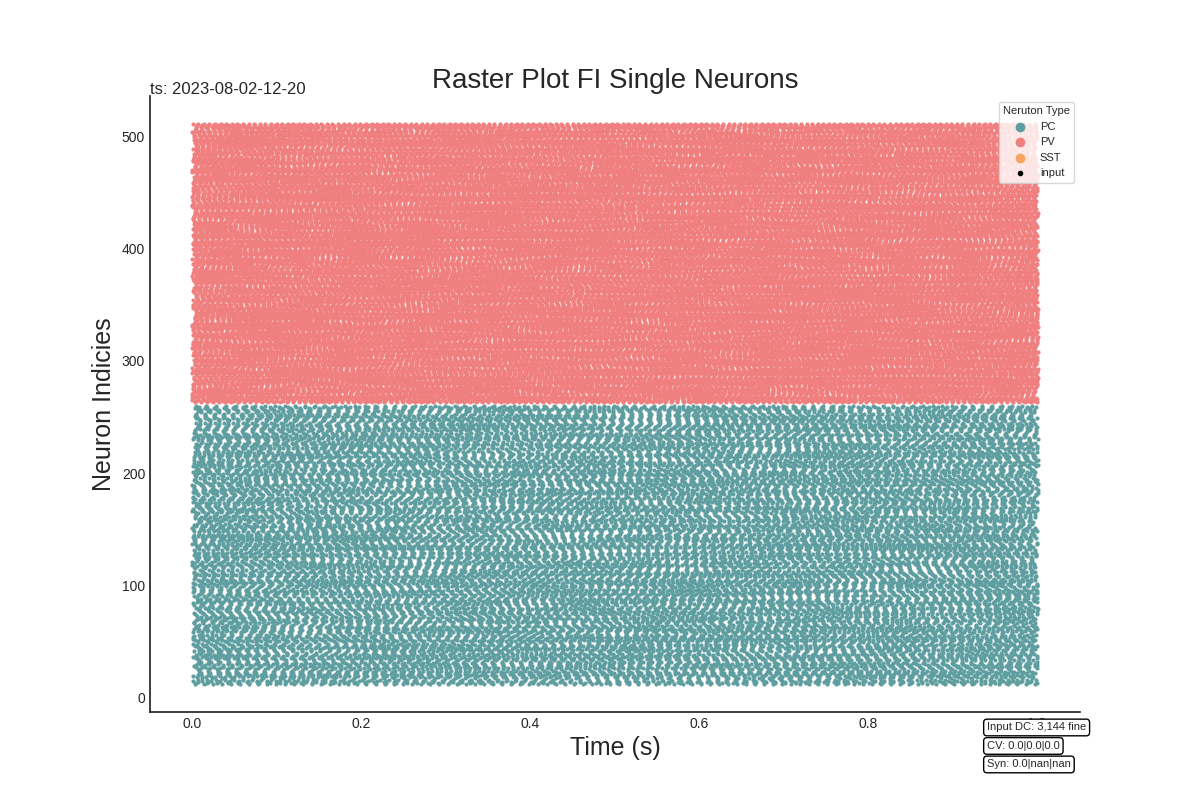 Raster Plot FI Single Neurons
ts: 2023-08-02-12-20
Neruton Type
PC
PV
SST
input
500
400
300
200
100
0
Neuron Indicies
0.0 0.2 0.4 0.6 0.8
Time (s)
Input DC: 3,144 fine
CV: 0.0|0.0|0.0
Syn: 0.0|nan|nan